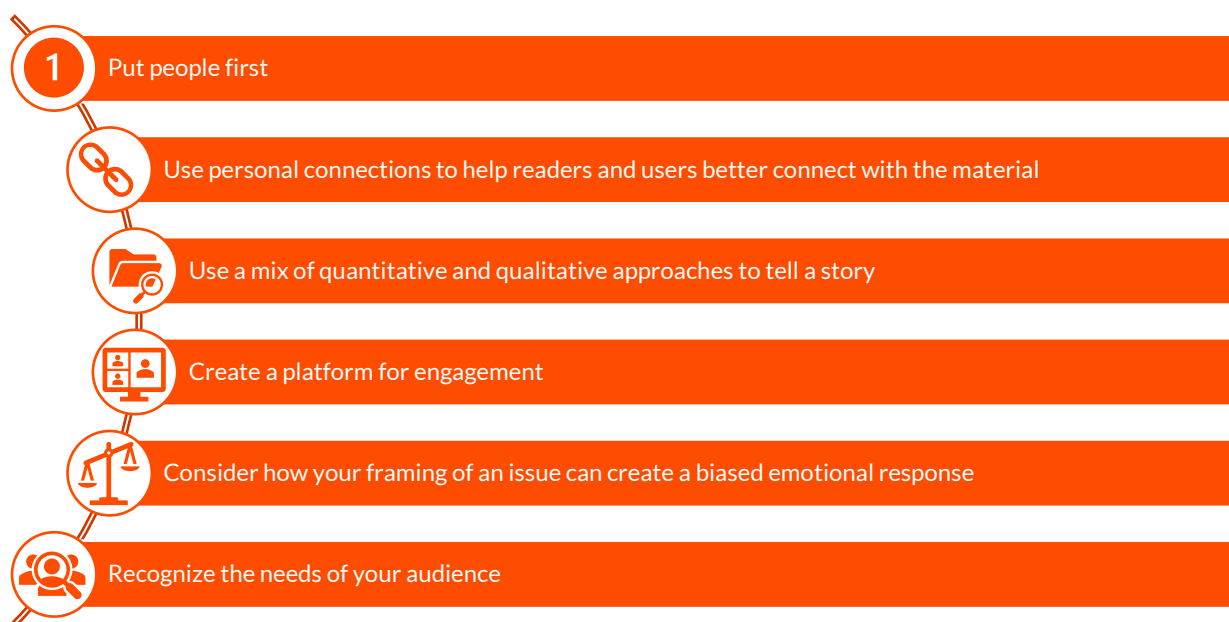 1
Put people first
Use personal connections to help readers and users better connect with the material
Use a mix of quantitative and qualitative approaches to tell a story
Create a platform for engagement
Consider how your framing of an issue can create a biased emotional response
Recognize the needs of your audience